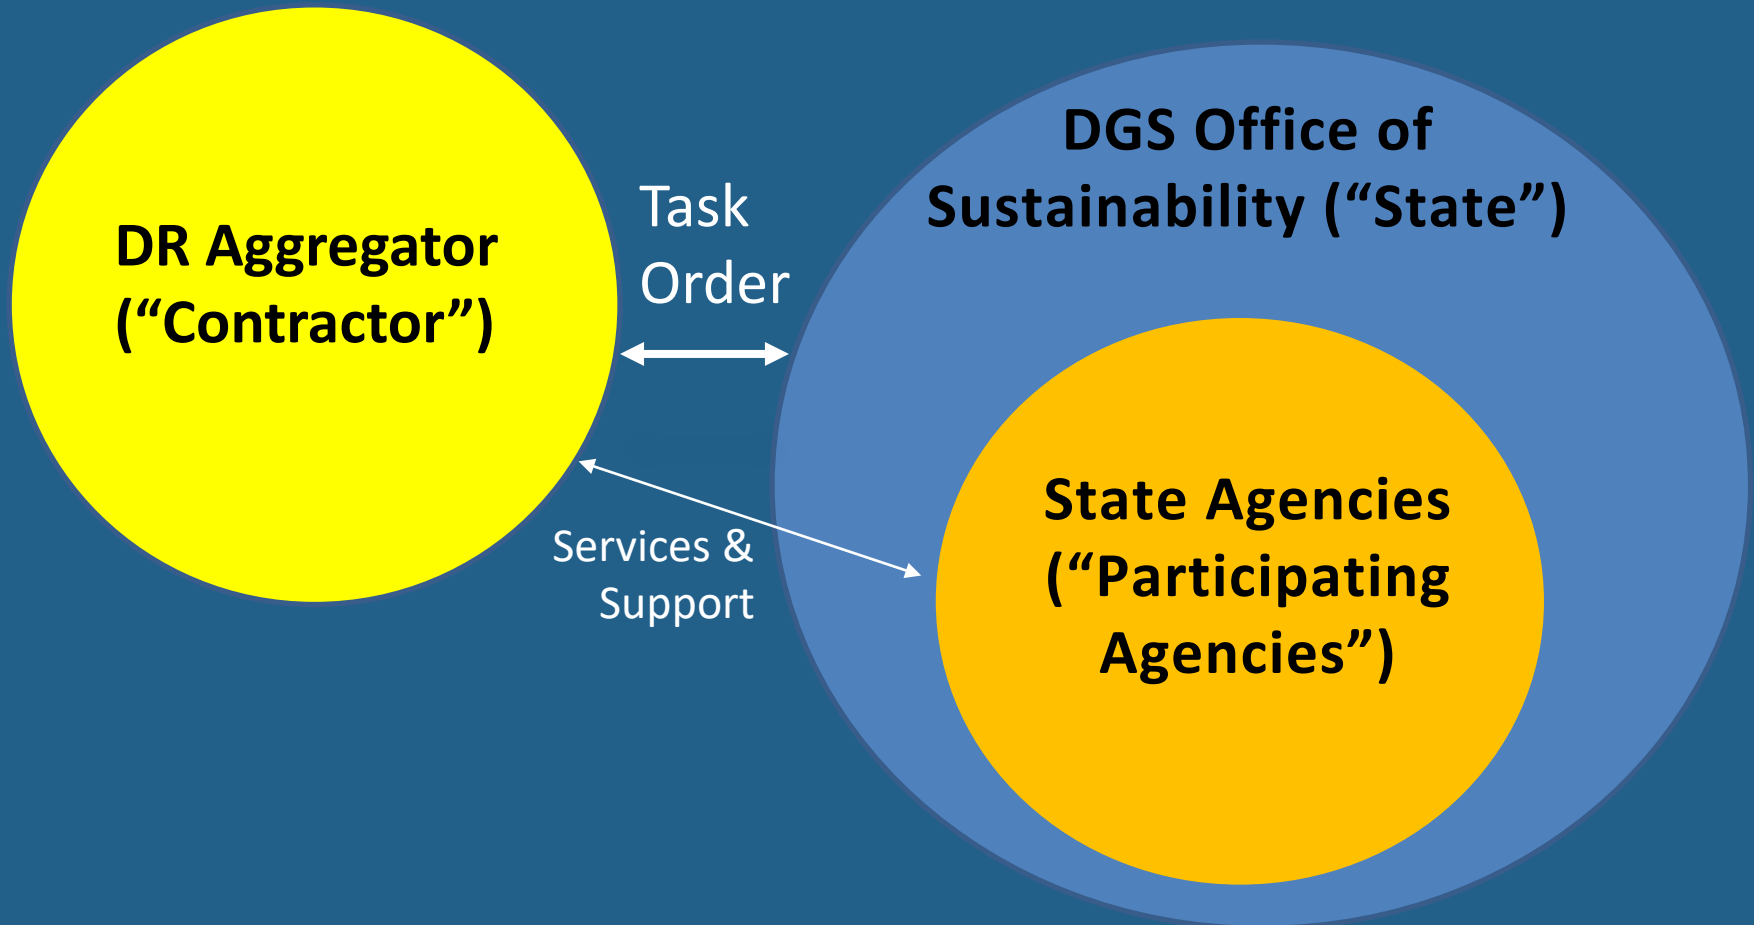 DR Aggregator
(“Contractor”)
Task
Order
DGS Office of
Sustainability (“State”)
Services &
Support
State Agencies
(“Participating
Agencies”)